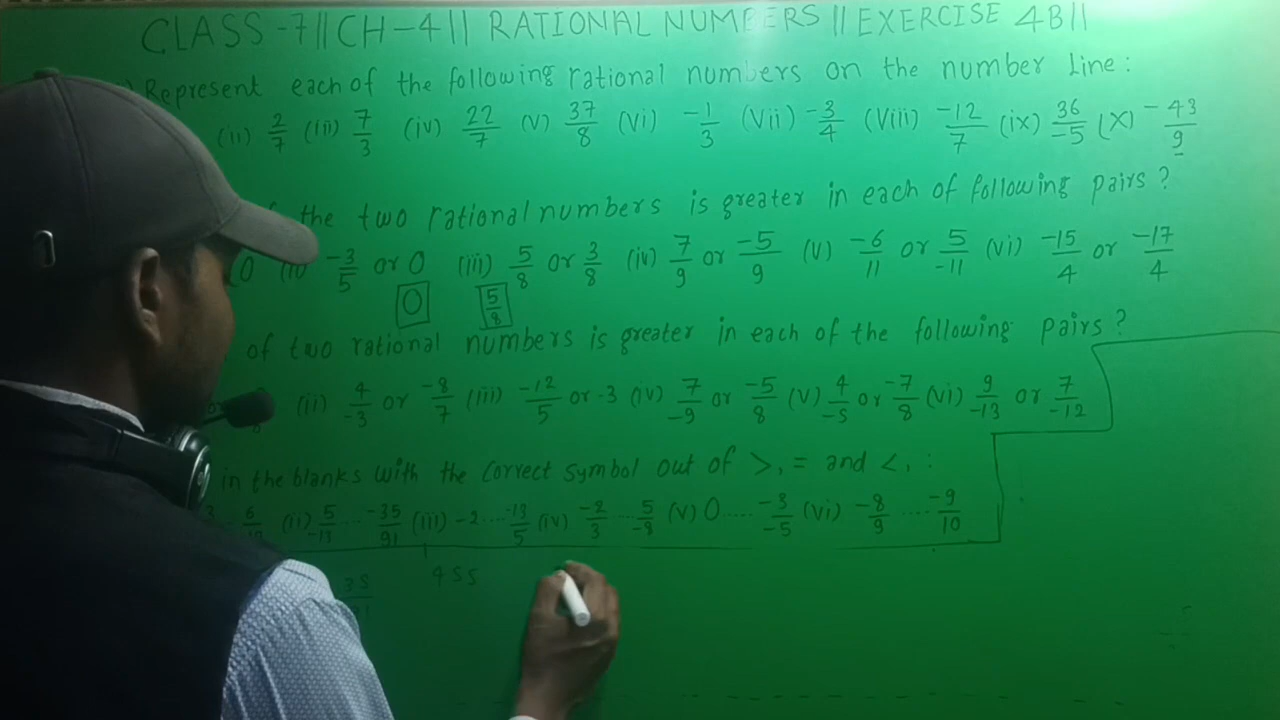 CLASS -7 || CH-4 || RATIONAL NUMBERS || EXERCISE 4B ||
Represent each of the following rational numbers on the number line:
(ii) 2/7 (iii) 7/3 (iv) 22/7 (v) 37/8 (vi) -1/3 (vii) -3/4 (viii) -12/7 (ix) 36/-5 (x) -43/9
the two rational numbers is greater in each of following pairs?
0 (ii) -3/5 or 0 (iii) 5/8 or 3/8 (iv) 7/9 or -5/9 (v) -6/11 or 5/-11 (vi) -15/4 or -17/4
0 5/8
of two rational numbers is greater in each of the following pairs?
(ii) 4/-3 or -8/7 (iii) -12/5 or -3 (iv) 7/-9 or -5/8 (v) 4/-5 or -7/8 (vi) 9/-13 or 7/-12
in the blanks with the correct symbol out of >, = and <, :
(ii) 5/-13 ... -35/91 (iii) -2 .... -13/5 (iv) -2/3 ... 5/-8 (v) 0 ..... -3/-5 (vi) -8/9 .... -9/10
455